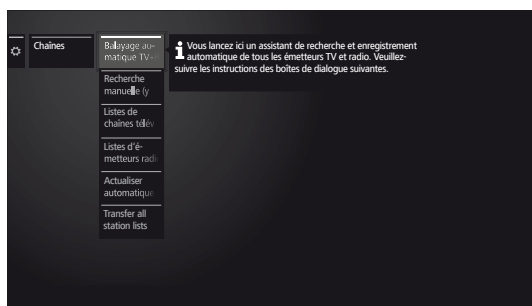 Chaînes
Balayage au-
matique TV+
Vous lancez ici un assistant de recherche et enregistrement
automatique de tous les émetteurs TV et radio. Veuillez-
suivre les instructions des boîtes de dialogue suivantes.
Recherche
manuelle (y
Listes de
chaînes télév
Listes d'é-
metteurs radi
Actualiser
automatique
Transfer all
station lists